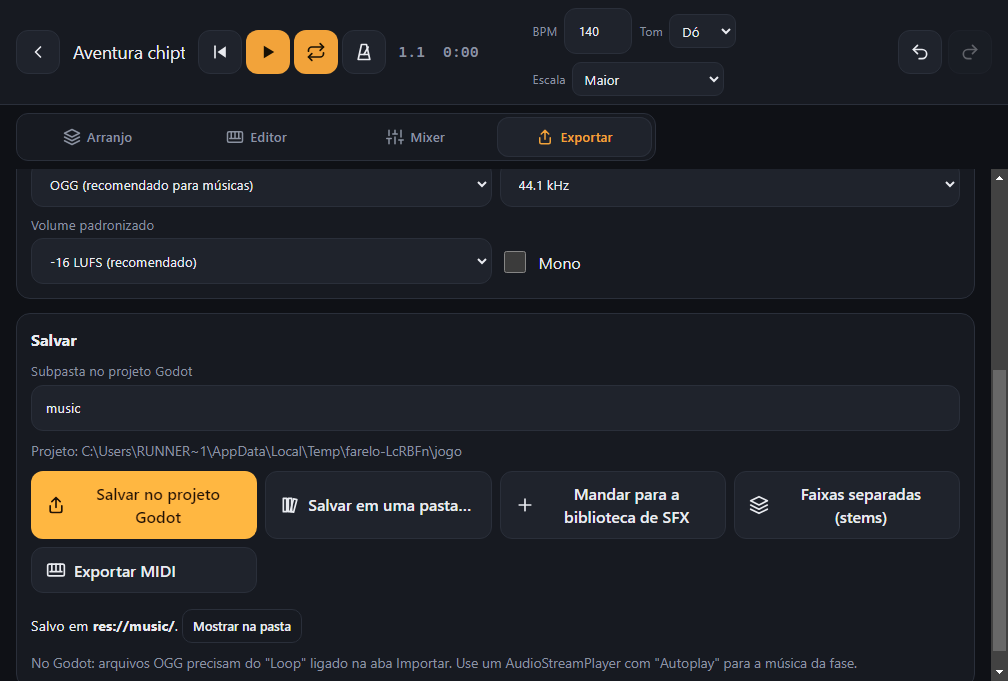 Aventura chipt
1.1 0:00
BPM 140 Tom Dó
Escala Maior
Arranjo Editor Mixer Exportar
OGG (recomendado para músicas) 44.1 kHz
Volume padronizado
-16 LUFS (recomendado) Mono
Salvar
Subpasta no projeto Godot
music
Projeto: C:\Users\RUNNER~1\AppData\Local\Temp\farelo-LcRBFn\jogo
Salvar no projeto
Godot
Salvar em uma pasta...
Mandar para a
biblioteca de SFX
Faixas separadas
(stems)
Exportar MIDI
Salvo em res://music/. Mostrar na pasta
No Godot: arquivos OGG precisam do "Loop" ligado na aba Importar. Use um AudioStreamPlayer com "Autoplay" para a música da fase.